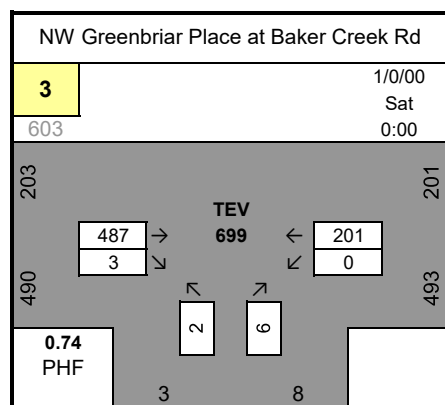 NW Greenbriar Place at Baker Creek Rd
3
1/0/00
Sat
603
0:00
203
201
TEV
487 → 699 ← 201
3 ↘ ↙ 0
490
493
↖ ↗
2
6
0.74
PHF
3
8